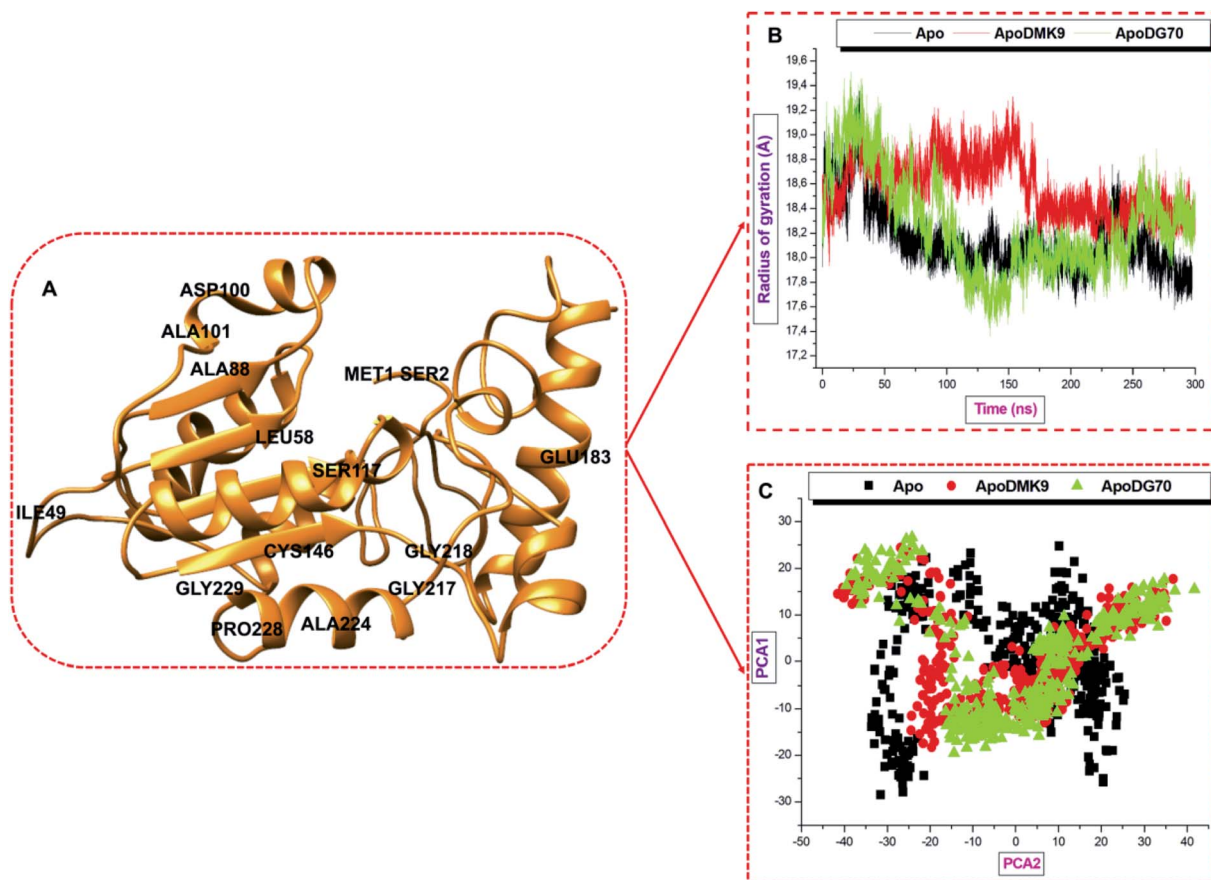 A
ASP100
ALA101
ALA88
MET1 SER2
LEU58
SER117
GLU183
ILE49
CYS146
GLY218
GLY229
GLY217
PRO228
ALA224
B
Apo ApoDMK9 ApoDG70
19,6
19,4
19,2
19,0
18,8
18,6
18,4
18,2
18,0
17,8
17,6
17,4
17,2
Radius of gyration (Å)
0 50 100 150 200 250 300
Time (ns)
C
Apo ApoDMK9 ApoDG70
30
20
10
0
-10
-20
-30
PCA1
-50 -40 -30 -20 -10 0 10 20 30 40
PCA2